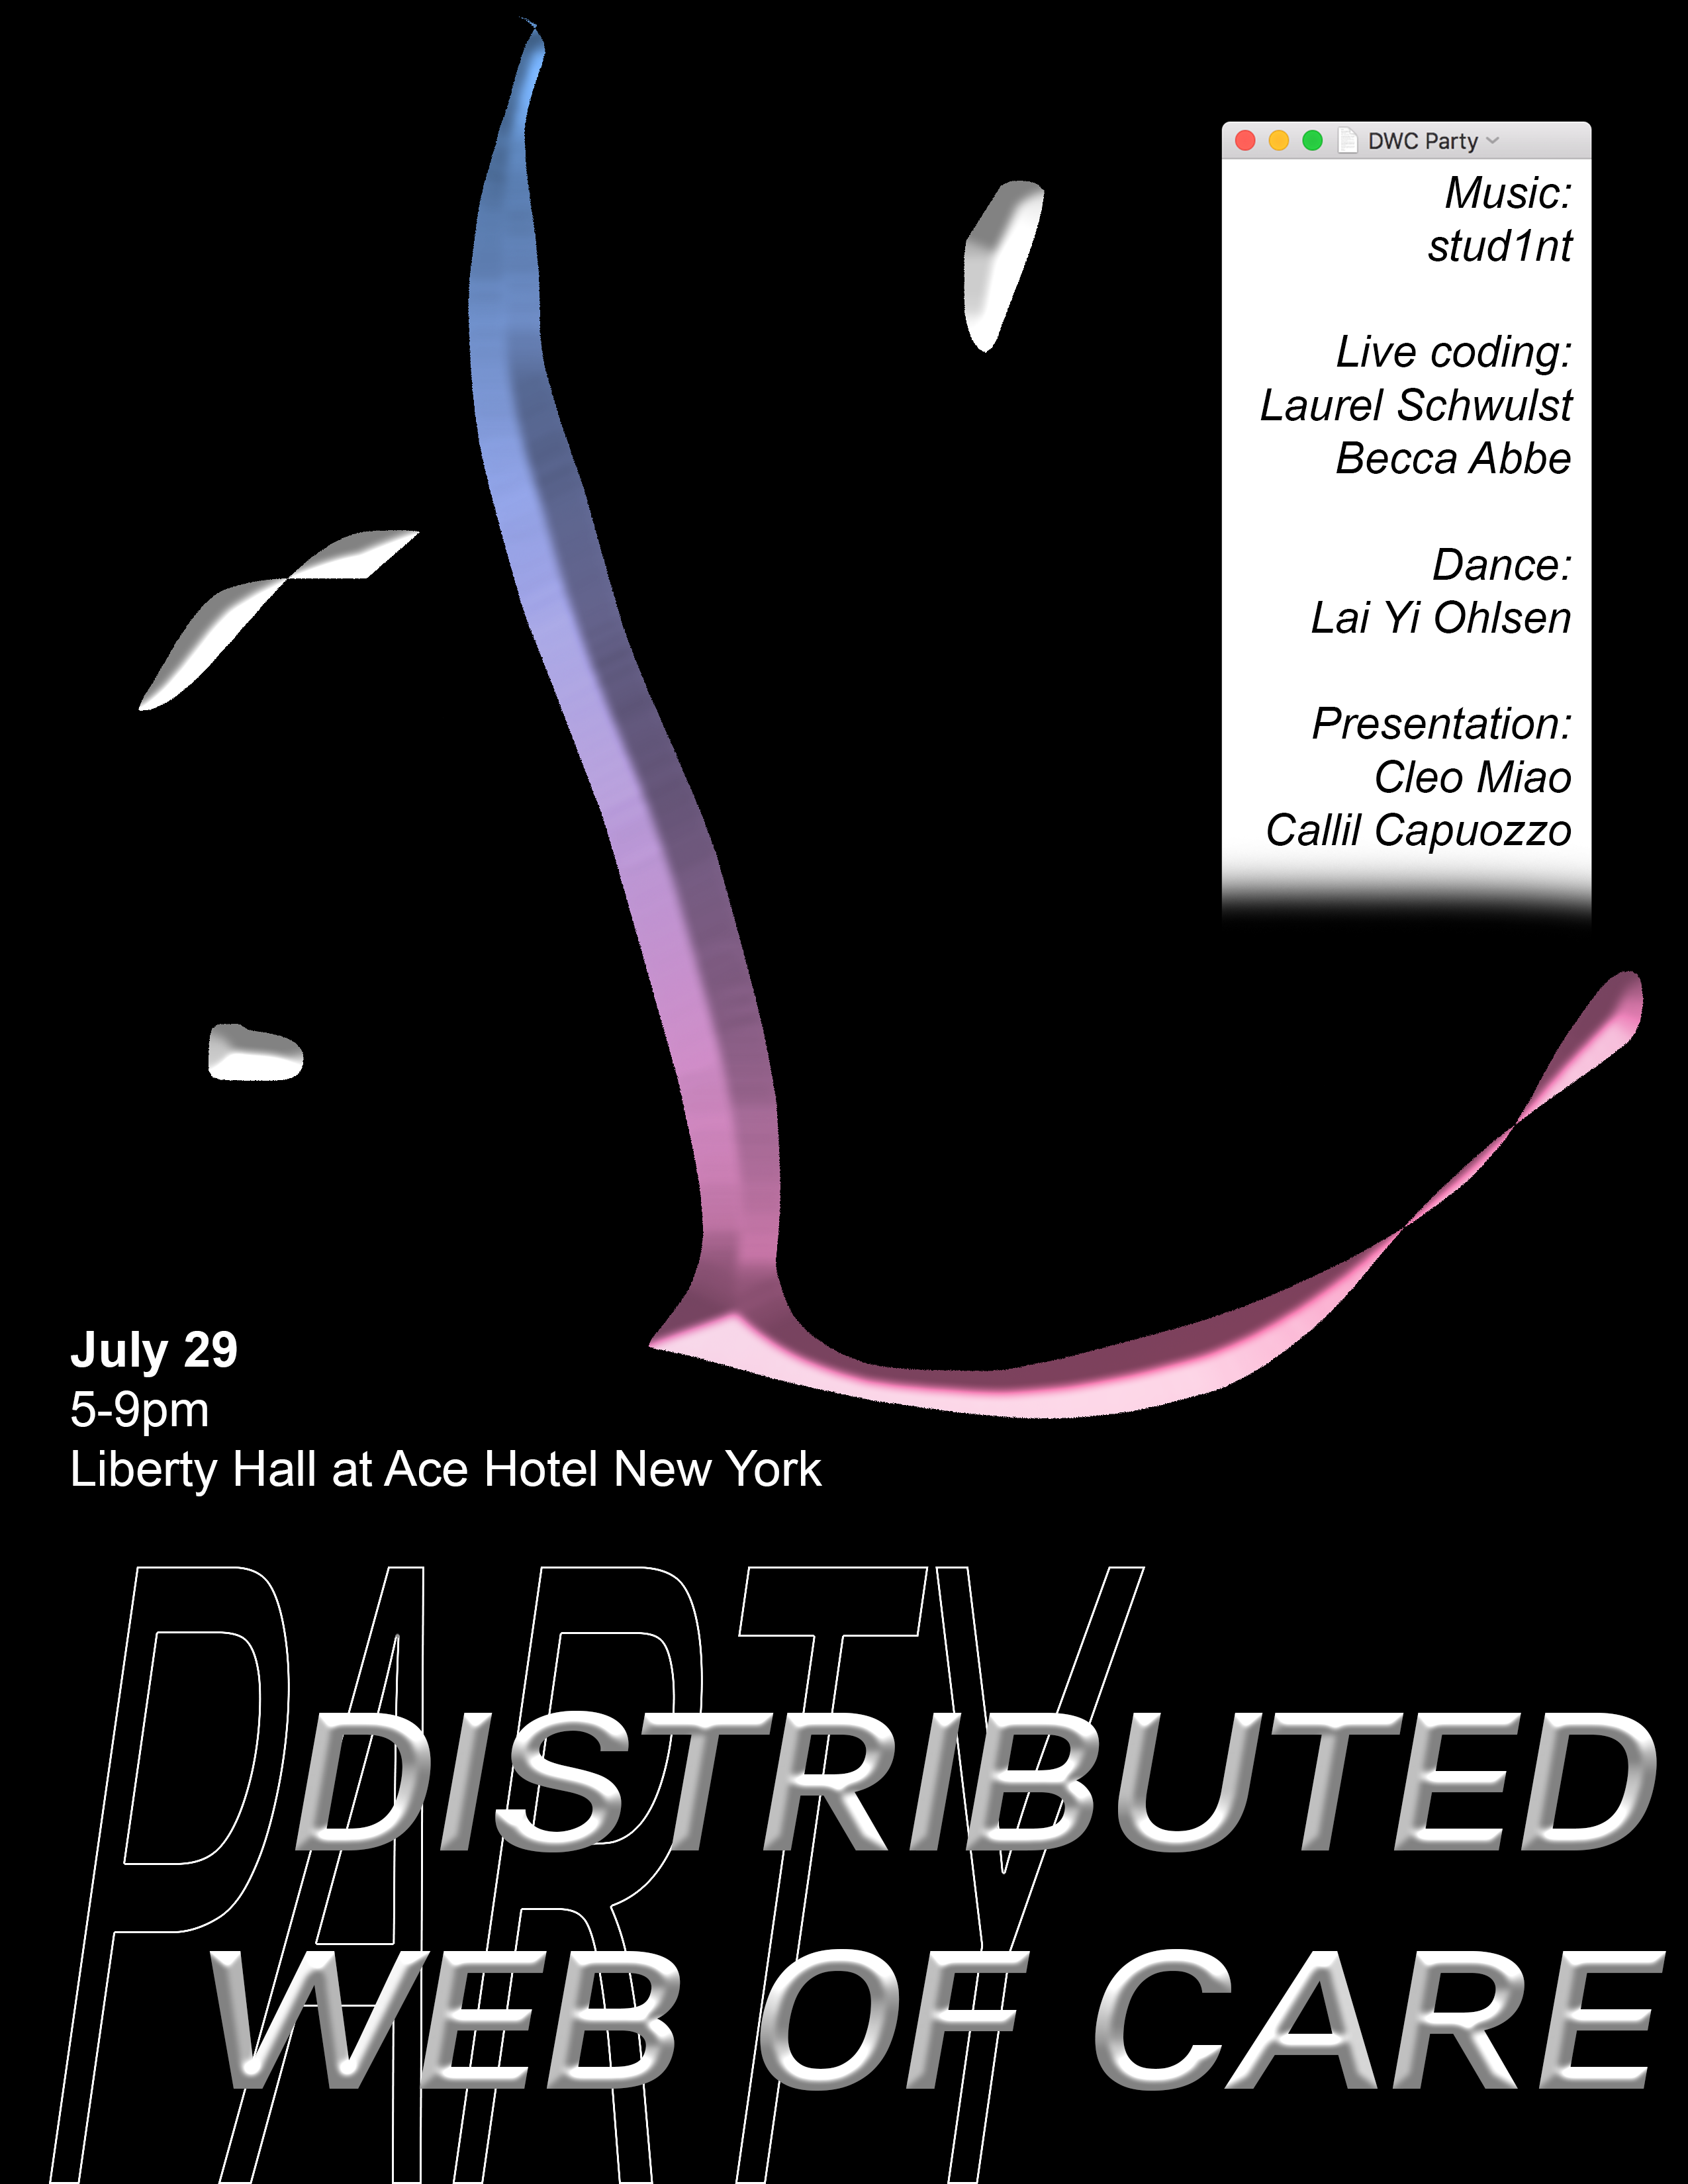 DWC Party
Music:
stud1nt
Live coding:
Laurel Schwulst
Becca Abbe
Dance:
Lai Yi Ohlsen
Presentation:
Cleo Miao
Callil Capuozzo
July 29
5-9pm
Liberty Hall at Ace Hotel New York
PARTY
DISTRIBUTED
WEB OF CARE